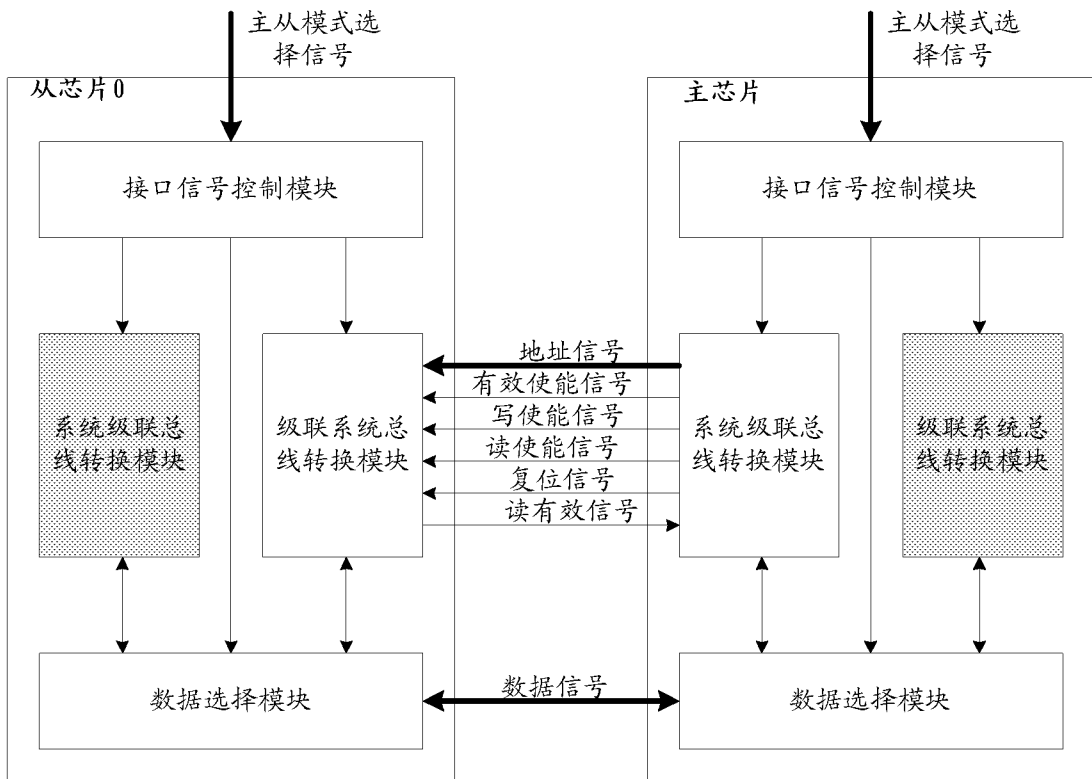 主从模式选
择信号
主从模式选
择信号
从芯片0
主芯片
接口信号控制模块
接口信号控制模块
地址信号
有效使能信号
写使能信号
读使能信号
复位信号
读有效信号
系统级联总
线转换模块
级联系统总
线转换模块
系统级联总
线转换模块
级联系统总
线转换模块
数据信号
数据选择模块
数据选择模块